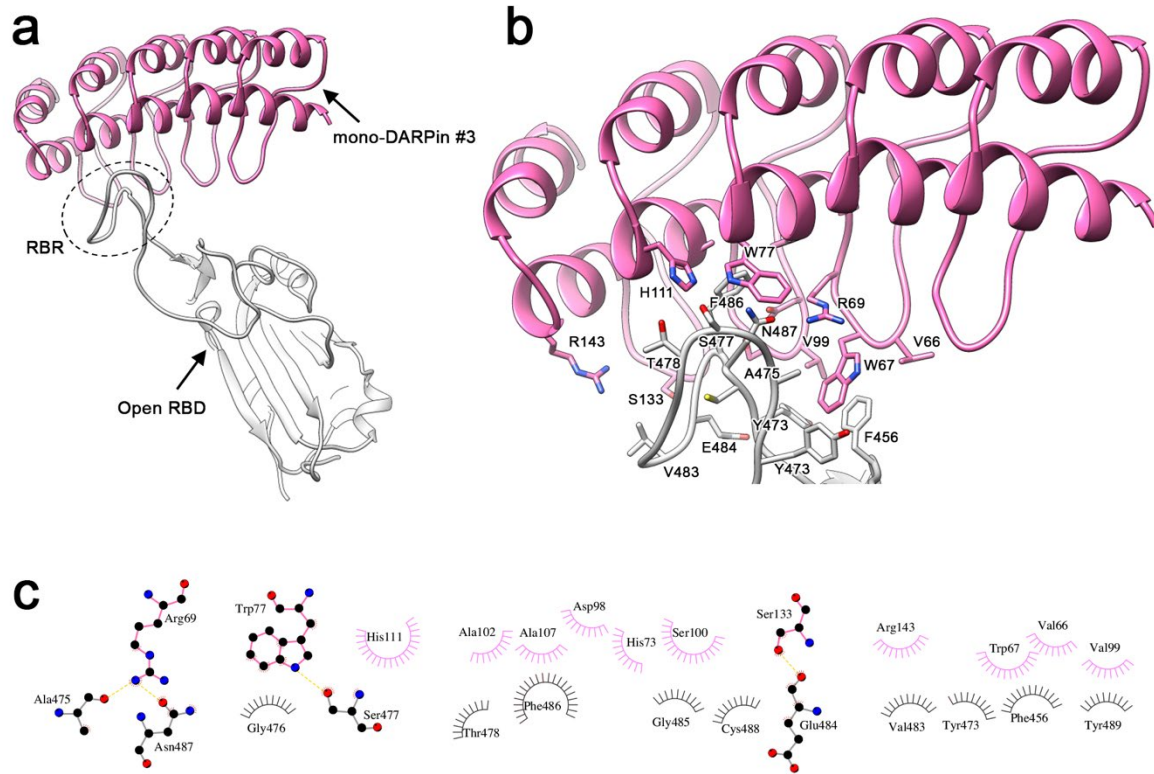 a
mono-DARPin #3
RBR
Open RBD
b
W77
H111
F486
R69
N487
S477
R143
V99
V66
T478
W67
A475
S133
Y473
F456
E484
V483
Y473
c
Arg69
Ala475
Asn487
Trp77
Gly476
Ser477
His111
Ala102
Ala107
Asp98
His73
Ser100
Thr478
Phe486
Gly485
Cys488
Ser133
Glu484
Arg143
Trp67
Val66
Val99
Val483
Tyr473
Phe456
Tyr489